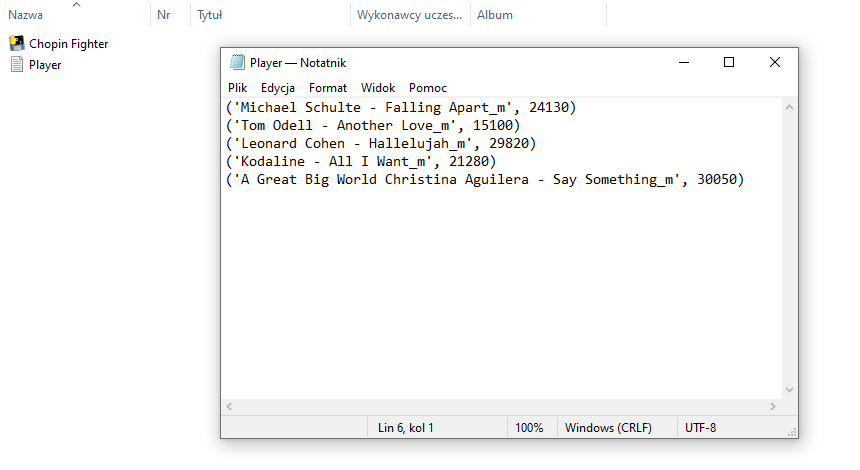 Nazwa Nr Tytuł Wykonawcy uczes... Album
Chopin Fighter
Player
Player — Notatnik
Plik Edycja Format Widok Pomoc
('Michael Schulte - Falling Apart_m', 24130)
('Tom Odell - Another Love_m', 15100)
('Leonard Cohen - Hallelujah_m', 29820)
('Kodaline - All I Want_m', 21280)
('A Great Big World Christina Aguilera - Say Something_m', 30050)
Lin 6, kol 1 100% Windows (CRLF) UTF-8